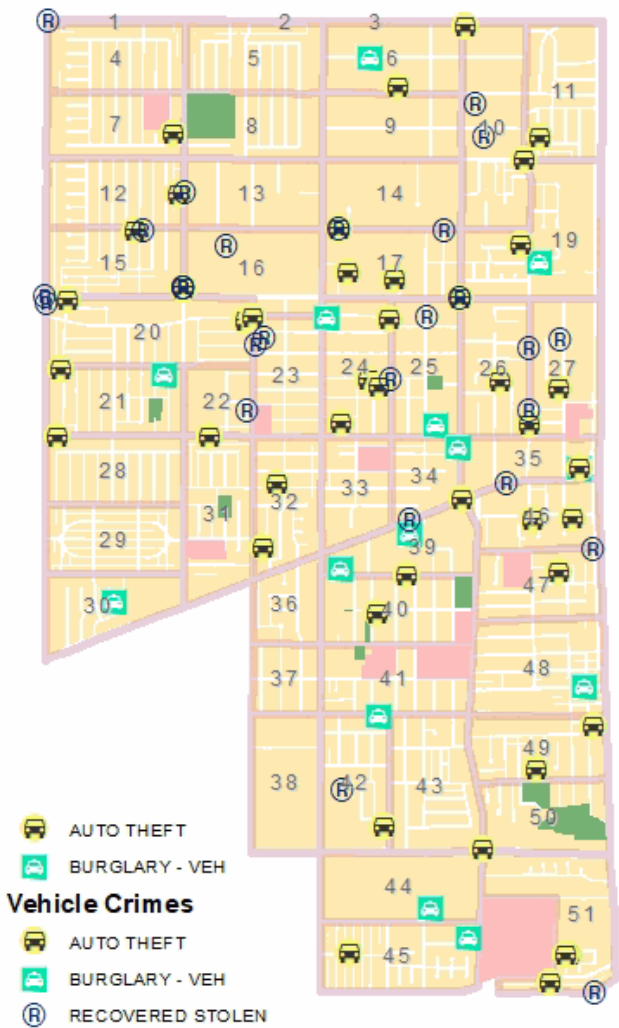 R
1 2 3
4 5 6
11
R
7 8 9 10
R
R
12 13 14
R R R
19
15 16 17
R
R
R
R
R
20
R
R
R R
R
23 24 25 26 27
R
21 22
R
R
28 33 34 35
R
32
31 46
R
29 39
R
47
30 36 40
37 41 48
49
38 42 43
R
50
44
51
45
R
AUTO THEFT
BURGLARY - VEH
Vehicle Crimes
AUTO THEFT
BURGLARY - VEH
R RECOVERED STOLEN